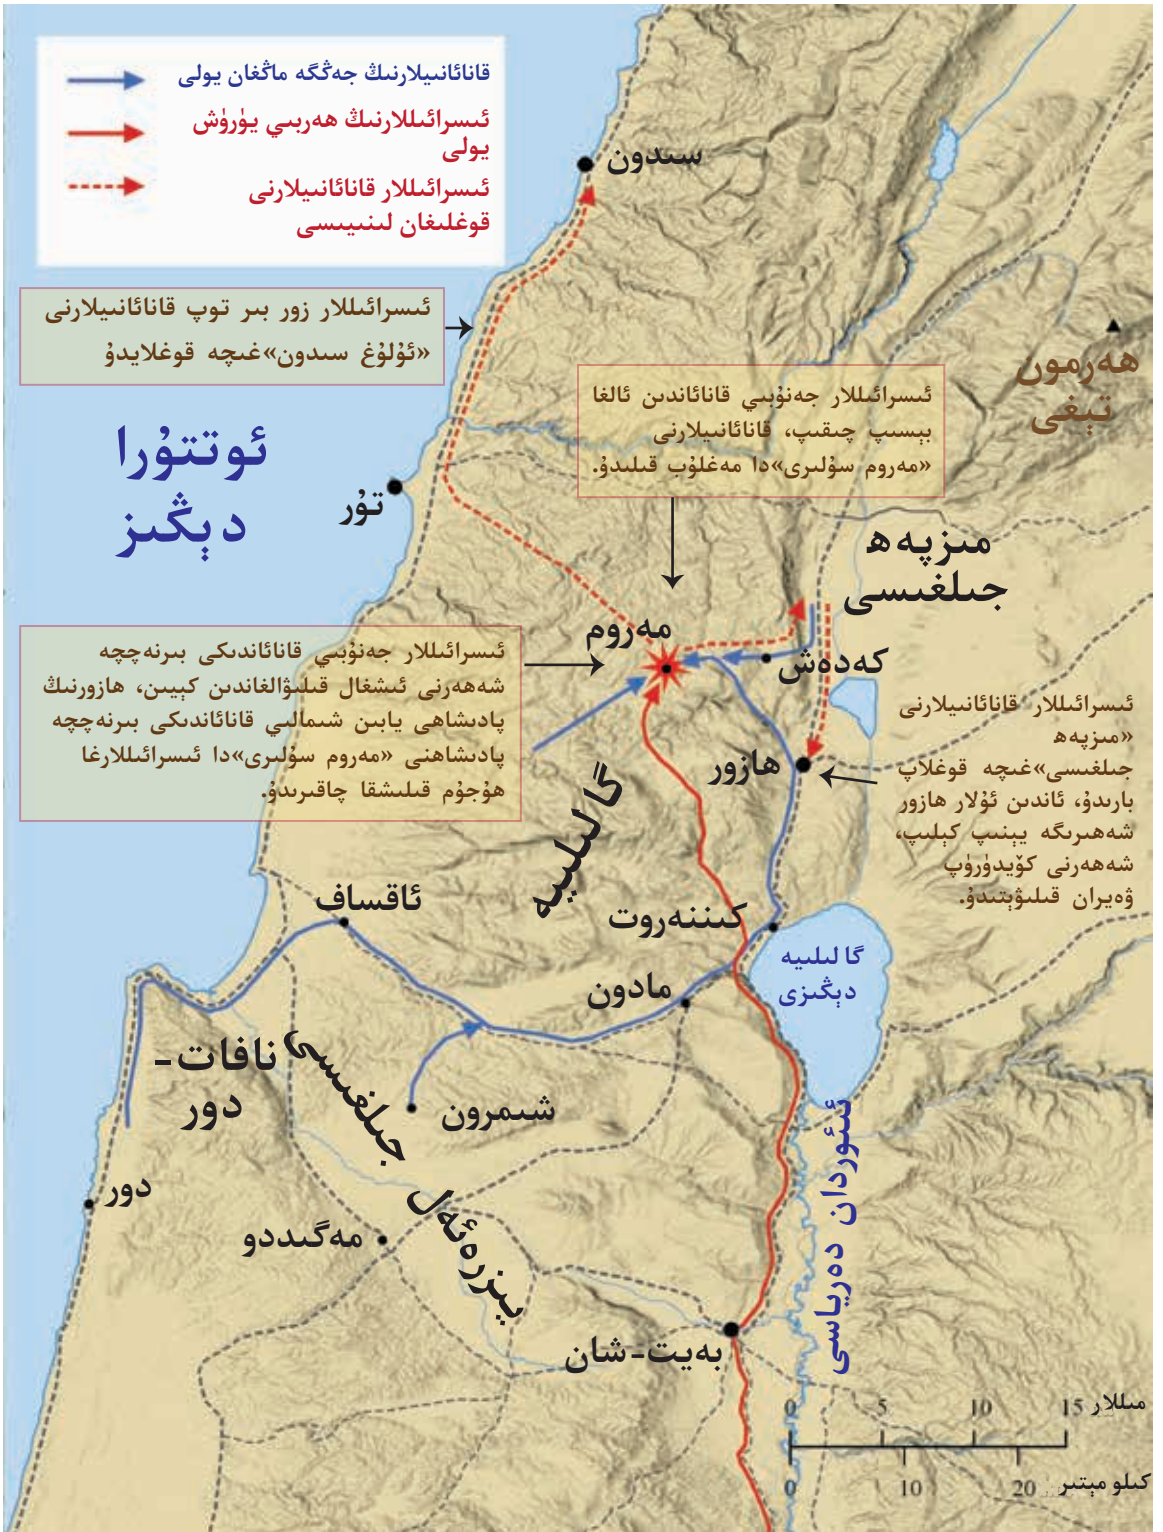 قانائانىيلارنىڭ جەڭگە ماڭغان يولى
ئىسرائىللارنىڭ ھەربىي يۈرۈش
يولى
ئىسرائىللار قانائانىيلارنى
قوغلىغان لىنىيىسى
سىدون
ئىسرائىللار زور بىر توپ قانائانىيلارنى
«ئۇلۇغ سىدون»غىچە قوغلايدۇ
ھەرمون
تېغى
ئىسرائىللار جەنۇبىي قانائاندىن ئالغا
بېسىپ چىقىپ، قانائانىيلارنى
«مەروم سۇلىرى»دا مەغلۇب قىلىدۇ.
ئوتتۇرا
دېڭىز
تۇر
مىزپەھ
جىلغىسى
مەروم
كەدەش
ئىسرائىللار جەنۇبىي قانائاندىكى بىرنەچچە
شەھەرنى ئىشغال قىلىۋالغاندىن كېيىن، ھازورنىڭ
پادىشاھى يابىن شىمالىي قانائاندىكى بىرنەچچە
پادىشاھنى «مەروم سۇلىرى»دا ئىسرائىللارغا
ھۇجۇم قىلىشقا چاقىرىدۇ.
ئىسرائىللار قانائانىيلارنى
«مىزپەھ
جىلغىسى»غىچە قوغلاپ
بارىدۇ، ئاندىن ئۇلار ھازور
شەھىرىگە يېنىپ كېلىپ،
شەھەرنى كۆيدۈرۈپ
ۋەيران قىلىۋېتىدۇ.
ھازور
گالىلىيە
ئاقساف
كىننەروت
گالىلىيە
دېڭىزى
مادون
نافات-
دور
شىمرون
يىزرەئەل جىلغىسى
ئىئوردان دەرياسى
دور
مەگىددو
بەيت-شان
0 5 10 15 مىللار
0 10 20 كىلومېتىر